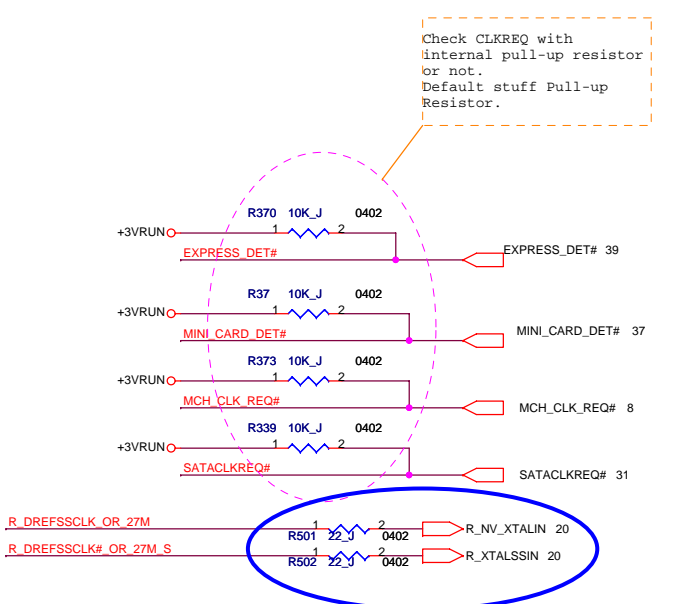 Check CLKREQ with
internal pull-up resistor
or not.
Default stuff Pull-up
Resistor.
R370 10K_J 0402
+3VRUN 1 2
EXPRESS_DET# EXPRESS_DET# 39
R37 10K_J 0402
+3VRUN 1 2
MINI_CARD_DET# MINI_CARD_DET# 37
R373 10K_J 0402
+3VRUN 1 2
MCH_CLK_REQ# MCH_CLK_REQ# 8
R339 10K_J 0402
+3VRUN 1 2
SATACLKREQ# SATACLKREQ# 31
R_DREFSSCLK_OR_27M 1 2 R_NV_XTALIN 20
R501 22_J 0402
R_DREFSSCLK#_OR_27M_S 1 2 R_XTALSSIN 20
R502 22_J 0402